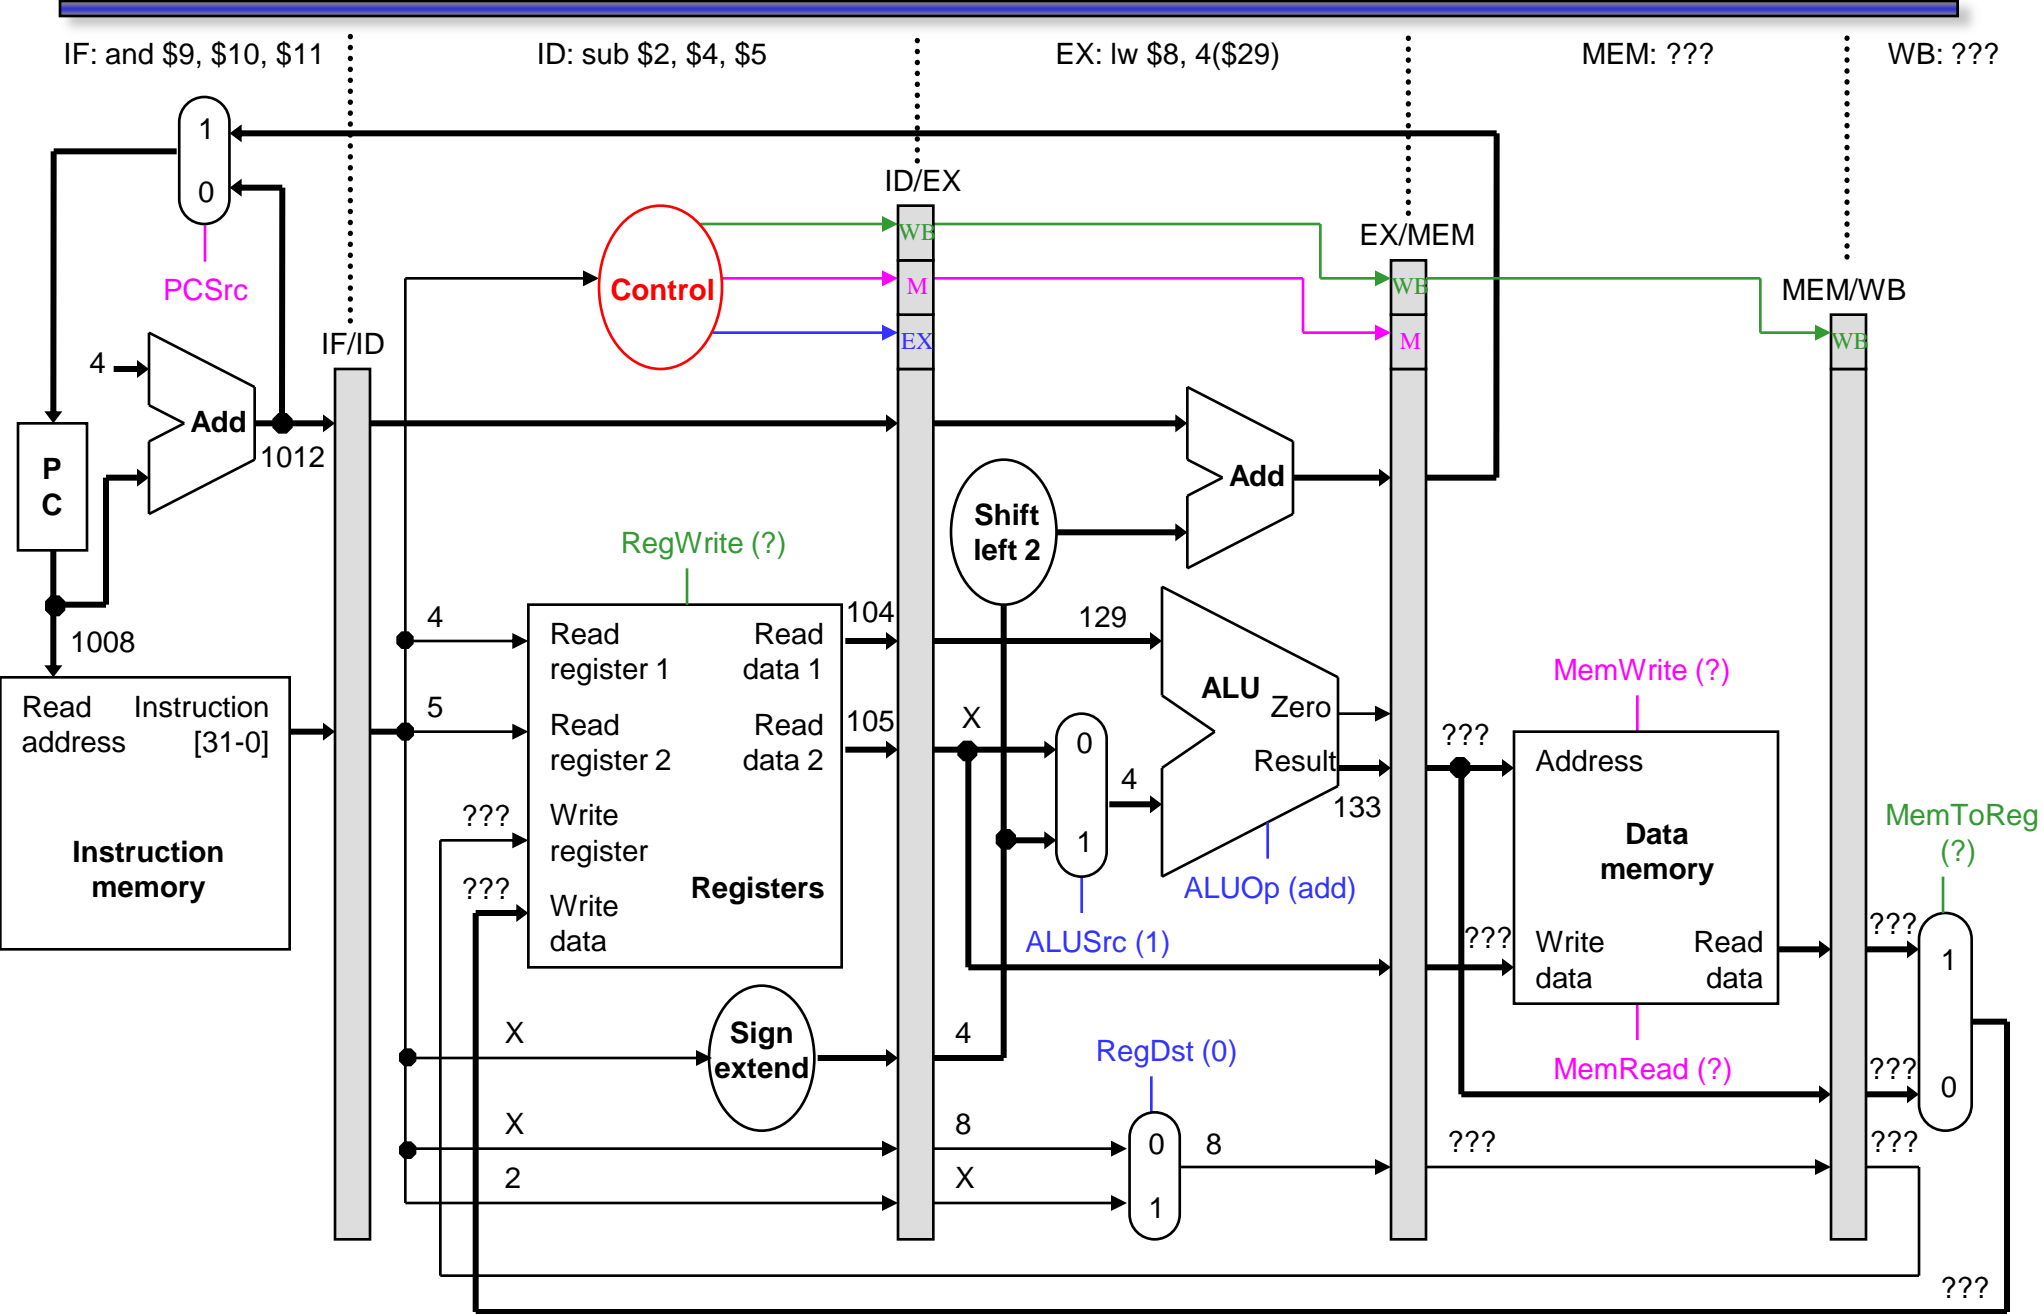 IF: and $9, $10, $11
ID: sub $2, $4, $5
EX: lw $8, 4($29)
MEM: ???
WB: ???
1
0
PCSrc
4
Add
1012
P
C
1008
Read
address
Instruction
[31-0]
Instruction
memory
IF/ID
Control
ID/EX
WB
M
EX
EX/MEM
WB
M
MEM/WB
WB
RegWrite (?)
4
5
???
???
Read
register 1
Read
data 1
Read
register 2
Read
data 2
Write
register
Write
data
Registers
104
105
X
Sign
extend
X
2
Shift
left 2
Add
129
X
0
1
4
ALU
Zero
Result
133
ALUOp (add)
ALUSrc (1)
4
RegDst (0)
8
X
0
1
8
???
MemWrite (?)
Address
Data
memory
???
Write
data
Read
data
MemRead (?)
???
MemToReg
(?)
???
1
???
0
???
???